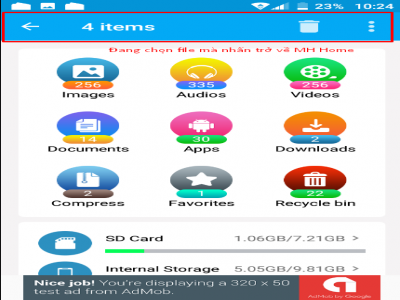 23% 10:24
4 items
Đang chọn file mà nhấn trở về MH Home
256 335 256
Images Audios Videos
14 30 2
Documents Apps Downloads
2 1 22
Compress Favorites Recycle bin
SD Card 1.06GB/7.21GB >
Internal Storage 5.05GB/9.81GB >
Nice job! You're displaying a 320 x 50
test ad from AdMob.
AdMob by Google